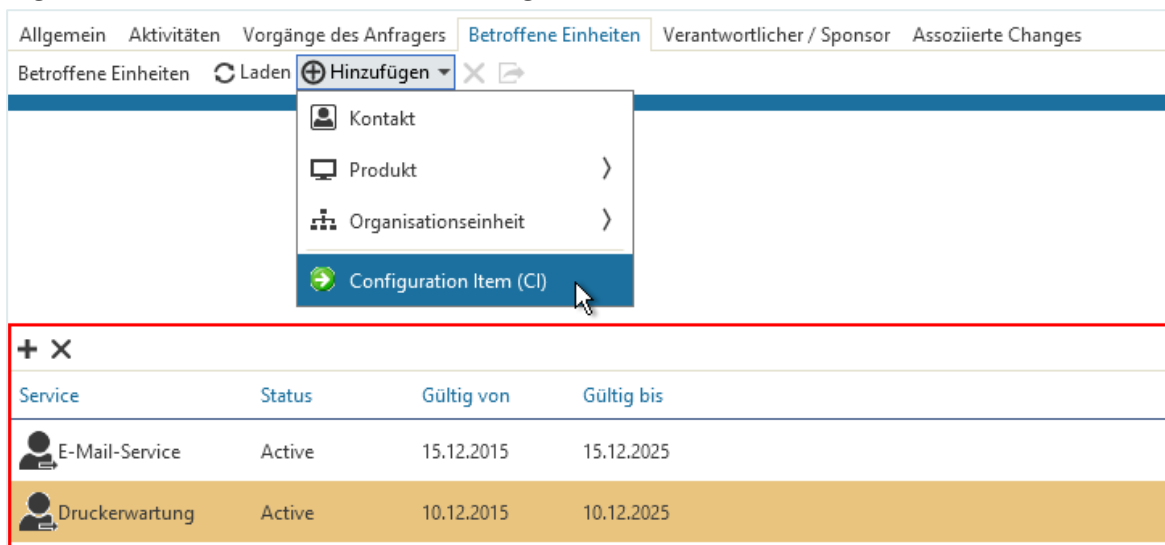 Allgemein Aktivitäten Vorgänge des Anfragers Betroffene Einheiten Verantwortlicher / Sponsor Assoziierte Changes
Betroffene Einheiten Laden Hinzufügen
Kontakt
Produkt
Organisationseinheit
Configuration Item (CI)
Service Status Gültig von Gültig bis
E-Mail-Service Active 15.12.2015 15.12.2025
Druckerwartung Active 10.12.2015 10.12.2025